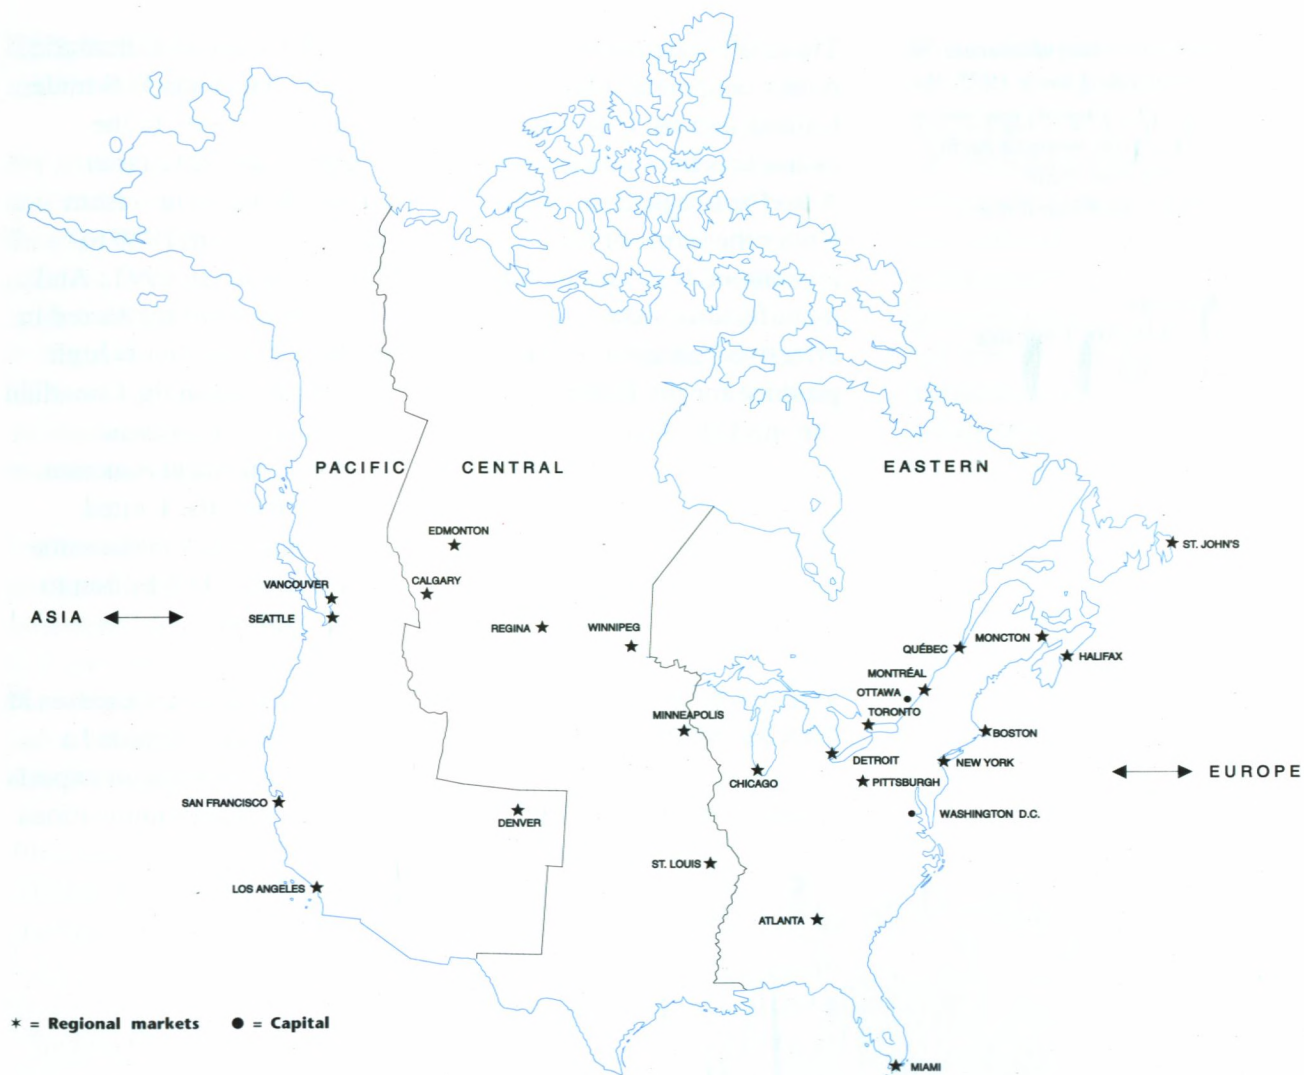 PACIFIC
CENTRAL
EASTERN
EDMONTON
ST. JOHN'S
CALGARY
VANCOUVER
ASIA
SEATTLE
REGINA
WINNIPEG
QUÉBEC
MONCTON
HALIFAX
MONTRÉAL
OTTAWA
TORONTO
MINNEAPOLIS
BOSTON
DETROIT
NEW YORK
EUROPE
CHICAGO
PITTSBURGH
SAN FRANCISCO
DENVER
WASHINGTON D.C.
ST. LOUIS
LOS ANGELES
ATLANTA
* = Regional markets ● = Capital
MIAMI